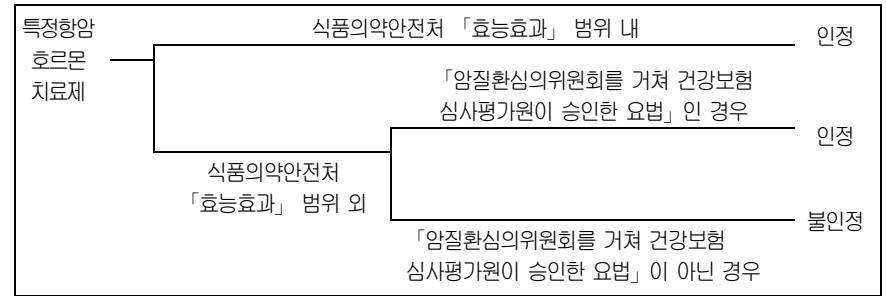 특정항암
호르몬
치료제
식품의약안전처 「효능효과」 범위 내
인정
「암질환심의위원회를 거쳐 건강보험
심사평가원이 승인한 요법」인 경우
인정
식품의약안전처
「효능효과」 범위 외
불인정
「암질환심의위원회를 거쳐 건강보험
심사평가원이 승인한 요법」이 아닌 경우